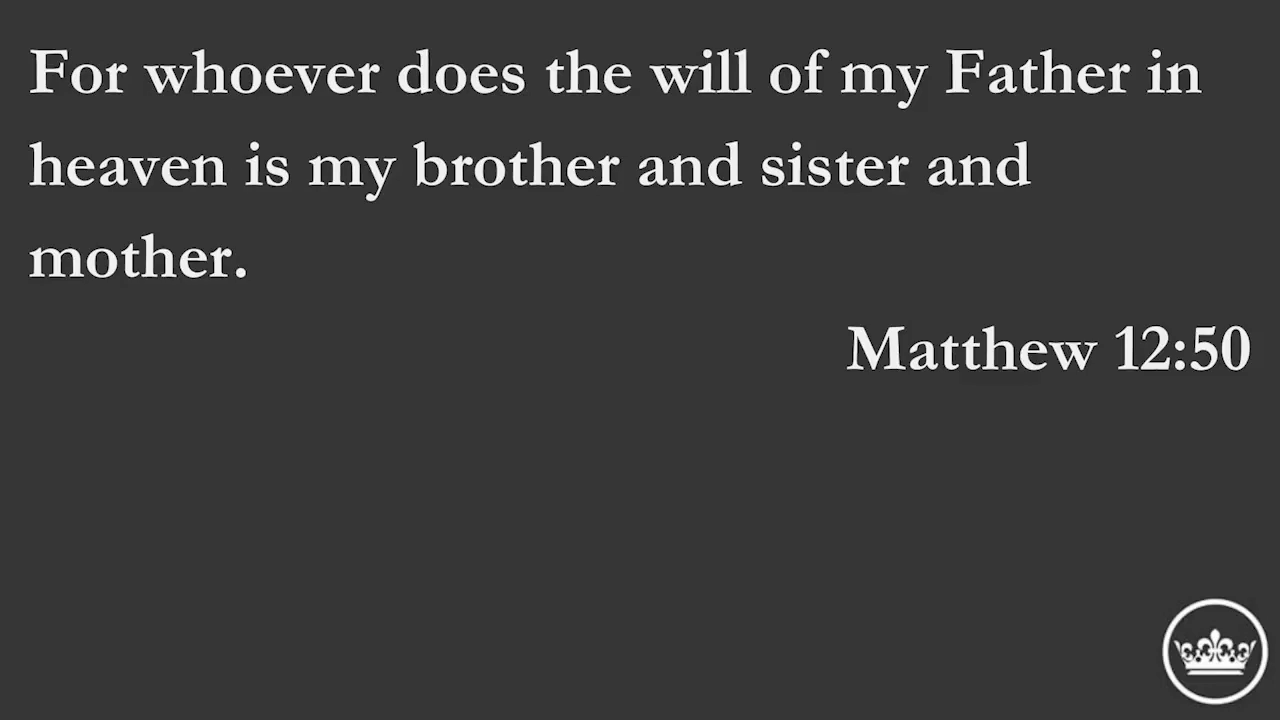 For whoever does the will of my Father in
heaven is my brother and sister and
mother.
Matthew 12:50